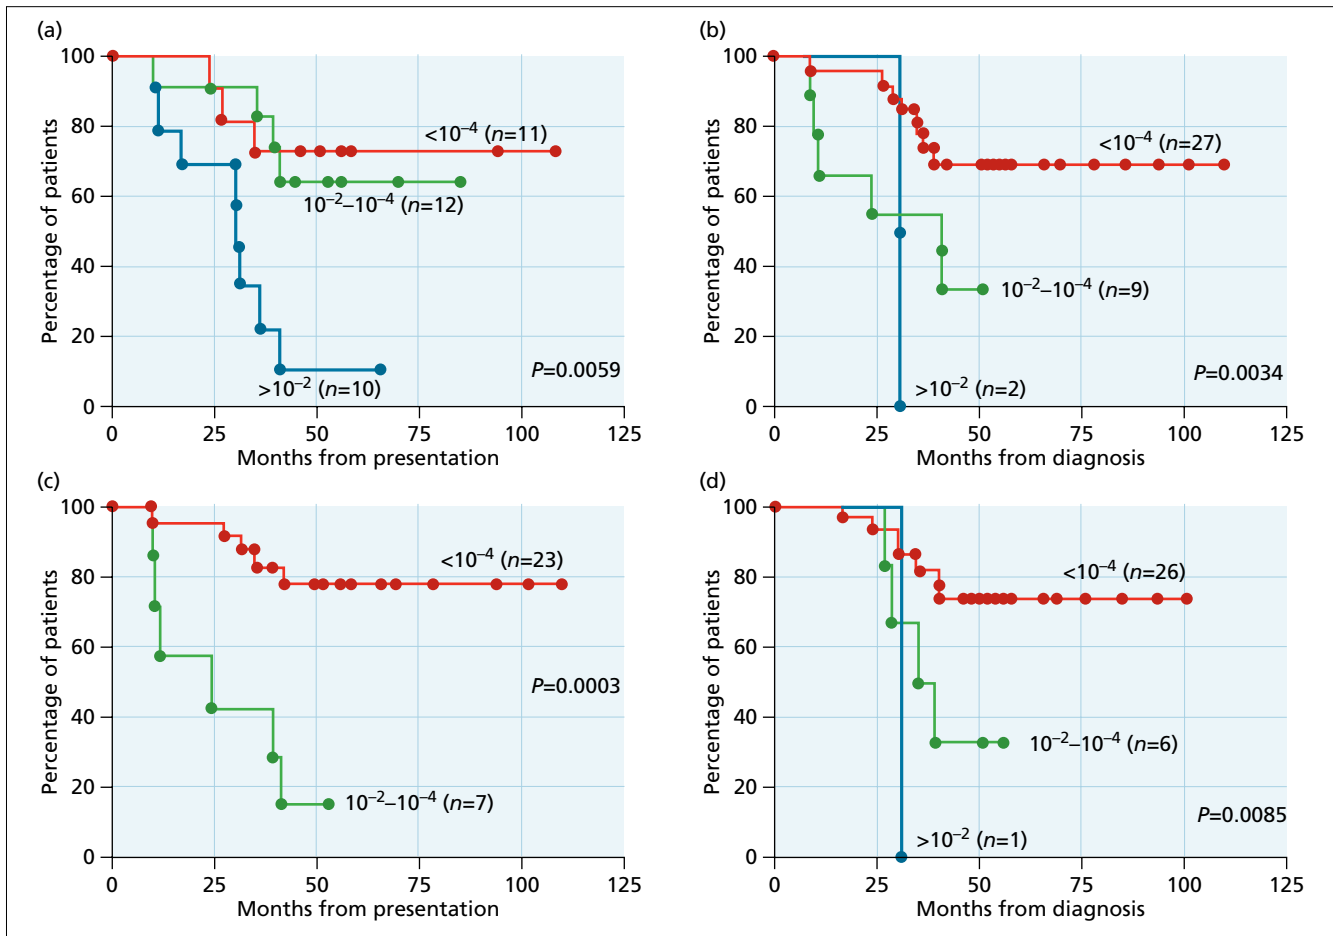 (a)
Percentage of patients
100
80
60
40
20
0
<10⁻⁴ (n=11)
10⁻²–10⁻⁴ (n=12)
>10⁻² (n=10)
P=0.0059
0 25 50 75 100 125
Months from presentation
(b)
Percentage of patients
100
80
60
40
20
0
<10⁻⁴ (n=27)
10⁻²–10⁻⁴ (n=9)
>10⁻² (n=2)
P=0.0034
0 25 50 75 100 125
Months from diagnosis
(c)
Percentage of patients
100
80
60
40
20
0
<10⁻⁴ (n=23)
P=0.0003
10⁻²–10⁻⁴ (n=7)
0 25 50 75 100 125
Months from presentation
(d)
Percentage of patients
100
80
60
40
20
0
<10⁻⁴ (n=26)
10⁻²–10⁻⁴ (n=6)
P=0.0085
>10⁻² (n=1)
0 25 50 75 100 125
Months from diagnosis